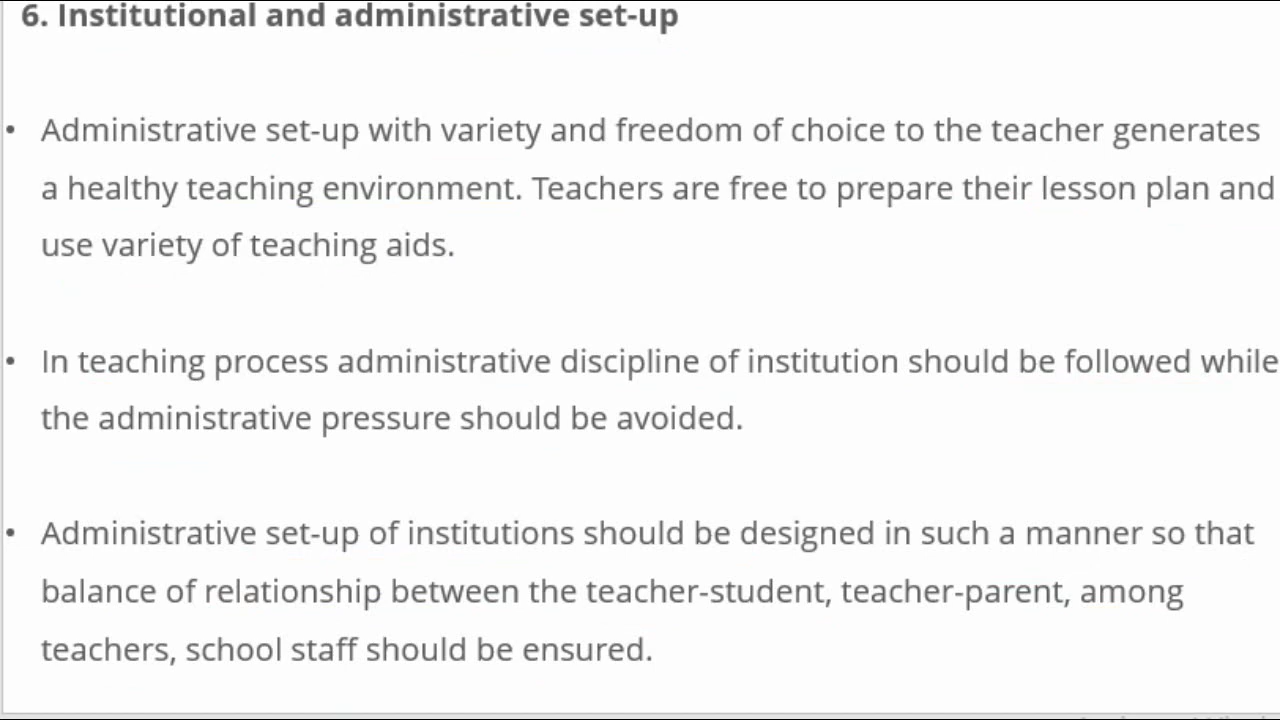 6. Institutional and administrative set-up
• Administrative set-up with variety and freedom of choice to the teacher generates
a healthy teaching environment. Teachers are free to prepare their lesson plan and
use variety of teaching aids.
• In teaching process administrative discipline of institution should be followed while
the administrative pressure should be avoided.
• Administrative set-up of institutions should be designed in such a manner so that
balance of relationship between the teacher-student, teacher-parent, among
teachers, school staff should be ensured.